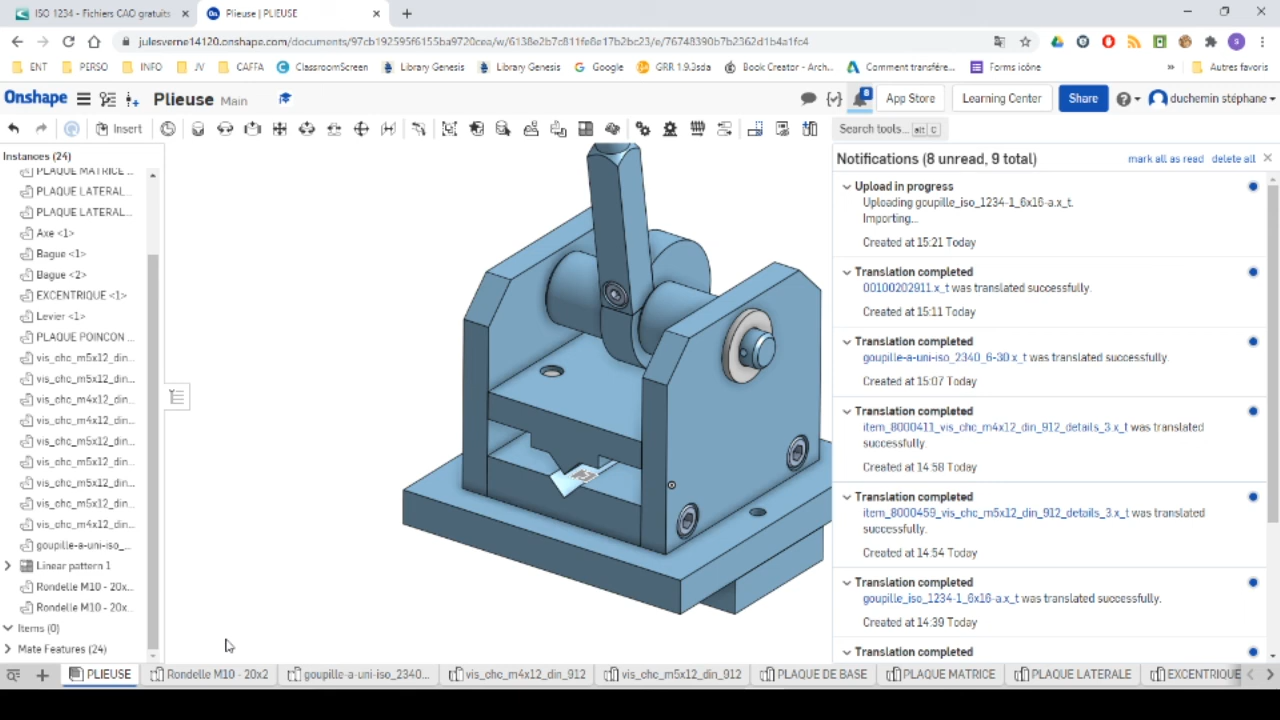 ISO 1234 - Fichiers CAO gratuits
Plieuse | PLIEUSE
julesverne14120.onshape.com/documents/97cb192595f6155ba9720cea/w/6138e2b7c811fe8e17b2bc23/e/76748390b7b2362d1b4a1fc4
ENT PERSO INFO JV CAFFA ClassroomScreen Library Genesis Library Genesis Google GRR 1.9.3sda Book Creator - Arch... Comment transfére... Forms icône » Autres favoris
Onshape Plieuse Main App Store Learning Center Share duchemin stéphane
Insert Search tools... alt C
Instances (24)
PLAQUE MATRICE ...
PLAQUE LATERAL...
PLAQUE LATERAL...
Axe <1>
Bague <1>
Bague <2>
EXCENTRIQUE <1>
Levier <1>
PLAQUE POINCON ...
vis_chc_m5x12_din...
vis_chc_m5x12_din...
vis_chc_m4x12_din...
vis_chc_m4x12_din...
vis_chc_m5x12_din...
vis_chc_m5x12_din...
vis_chc_m5x12_din...
vis_chc_m5x12_din...
vis_chc_m4x12_din...
goupille-a-uni-iso_...
Linear pattern 1
Rondelle M10 - 20x...
Rondelle M10 - 20x...
Items (0)
Mate Features (24)
Notifications (8 unread, 9 total) mark all as read delete all
Upload in progress
Uploading goupille_iso_1234-1_6x16-a.x_t.
Importing...
Created at 15:21 Today
Translation completed
00100202911.x_t was translated successfully.
Created at 15:11 Today
Translation completed
goupille-a-uni-iso_2340_6-30.x_t was translated successfully.
Created at 15:07 Today
Translation completed
item_8000411_vis_chc_m4x12_din_912_details_3.x_t was translated
successfully.
Created at 14:58 Today
Translation completed
item_8000459_vis_chc_m5x12_din_912_details_3.x_t was translated
successfully.
Created at 14:54 Today
Translation completed
goupille_iso_1234-1_6x16-a.x_t was translated successfully.
Created at 14:39 Today
Translation completed
PLIEUSE Rondelle M10 - 20x2 goupille-a-uni-iso_2340... vis_chc_m4x12_din_912 vis_chc_m5x12_din_912 PLAQUE DE BASE PLAQUE MATRICE PLAQUE LATERALE EXCENTRIQUE